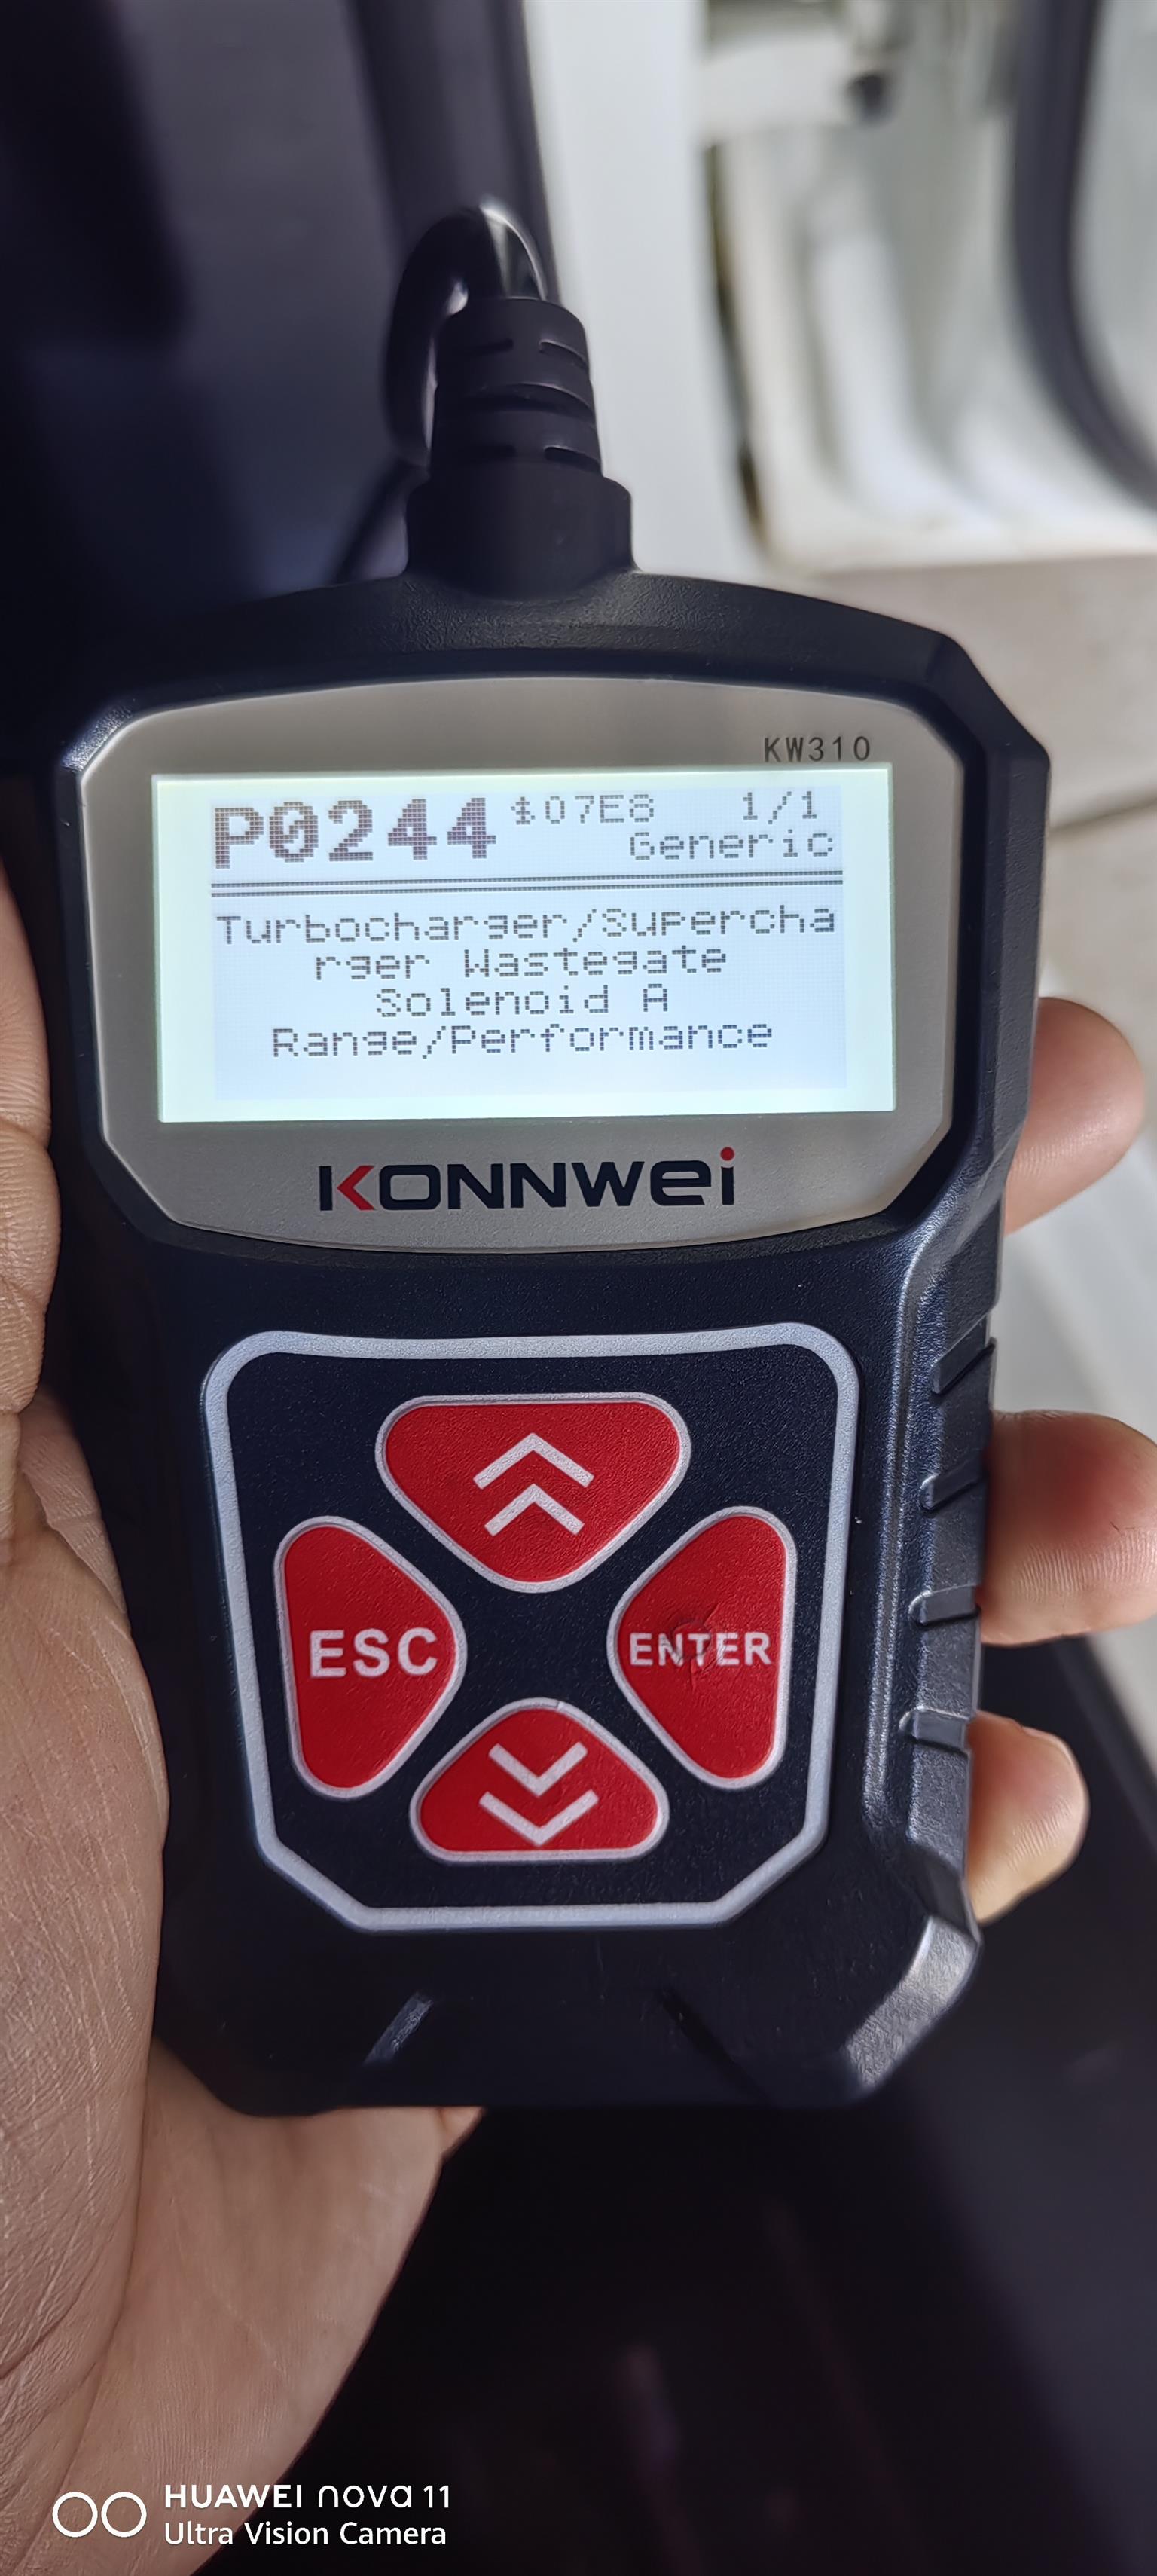 KW310
P0244 $07E8 1/1
Generic
Turbocharger/Supercha
rger Wastegate
Solenoid A
Range/Performance
KONNWEI
ESC
ENTER
HUAWEI nova 11
Ultra Vision Camera